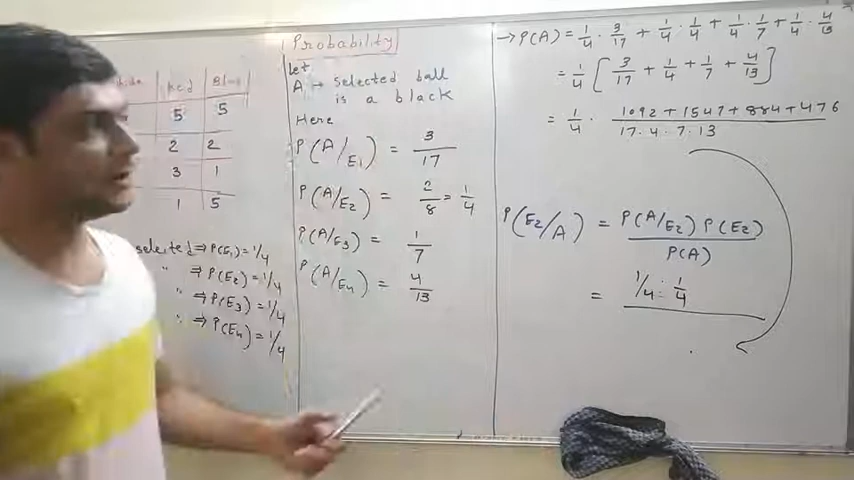 Probability
Red Blue
5 5
2 2
3 1
1 5
selected ⇒ P(E1) = 1/4
" ⇒ P(E2) = 1/4
" ⇒ P(E3) = 1/4
" ⇒ P(E4) = 1/4
Let
A → selected ball
is a black
Here
P(A/E1) = 3/17
P(A/E2) = 2/8 = 1/4
P(A/E3) = 1/7
P(A/E4) = 4/13
→ P(A) = 1/4 · 3/17 + 1/4 · 1/4 + 1/4 · 1/7 + 1/4 · 4/13
= 1/4 [ 3/17 + 1/4 + 1/7 + 4/13 ]
= 1/4 · (1092 + 1547 + 884 + 476) / (17 · 4 · 7 · 13)
P(E2/A) = P(A/E2) P(E2) / P(A)
= 1/4 · 1/4